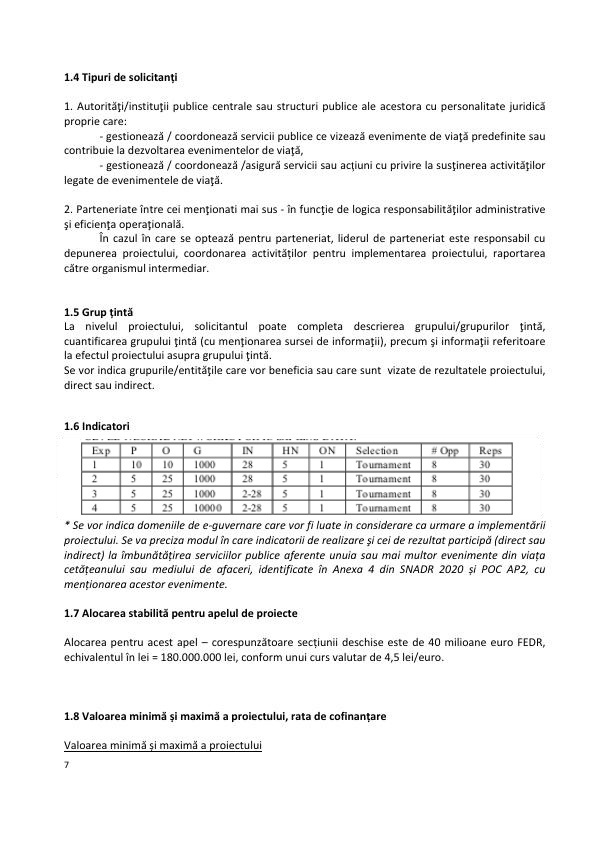 1.4 Tipuri de solicitanţi
1. Autorităţi/instituţii publice centrale sau structuri publice ale acestora cu personalitate juridică
proprie care:
- gestionează / coordonează servicii publice ce vizează evenimente de viaţă predefinite sau
contribuie la dezvoltarea evenimentelor de viaţă,
- gestionează / coordonează /asigură servicii sau acţiuni cu privire la susţinerea activităţilor
legate de evenimentele de viaţă.
2. Parteneriate între cei menţionati mai sus - în funcţie de logica responsabilităţilor administrative
şi eficienţa operaţională.
În cazul în care se optează pentru parteneriat, liderul de parteneriat este responsabil cu
depunerea proiectului, coordonarea activităților pentru implementarea proiectului, raportarea
către organismul intermediar.
1.5 Grup țintă
La nivelul proiectului, solicitantul poate completa descrierea grupului/grupurilor ţintă,
cuantificarea grupului ţintă (cu menţionarea sursei de informaţii), precum şi informaţii referitoare
la efectul proiectului asupra grupului ţintă.
Se vor indica grupurile/entităţile care vor beneficia sau care sunt vizate de rezultatele proiectului,
direct sau indirect.
1.6 Indicatori
Exp P O G IN HN ON Selection # Opp Reps
1 10 10 1000 28 5 1 Tournament 8 30
2 5 25 1000 28 5 1 Tournament 8 30
3 5 25 1000 2-28 5 1 Tournament 8 30
4 5 25 10000 2-28 5 1 Tournament 8 30
* Se vor indica domeniile de e-guvernare care vor fi luate in considerare ca urmare a implementării
proiectului. Se va preciza modul în care indicatorii de realizare şi cei de rezultat participă (direct sau
indirect) la îmbunătățirea serviciilor publice aferente unuia sau mai multor evenimente din viața
cetățeanului sau mediului de afaceri, identificate în Anexa 4 din SNADR 2020 și POC AP2, cu
menționarea acestor evenimente.
1.7 Alocarea stabilită pentru apelul de proiecte
Alocarea pentru acest apel – corespunzătoare secțiunii deschise este de 40 milioane euro FEDR,
echivalentul în lei = 180.000.000 lei, conform unui curs valutar de 4,5 lei/euro.
1.8 Valoarea minimă și maximă a proiectului, rata de cofinanțare
Valoarea minimă şi maximă a proiectului
7